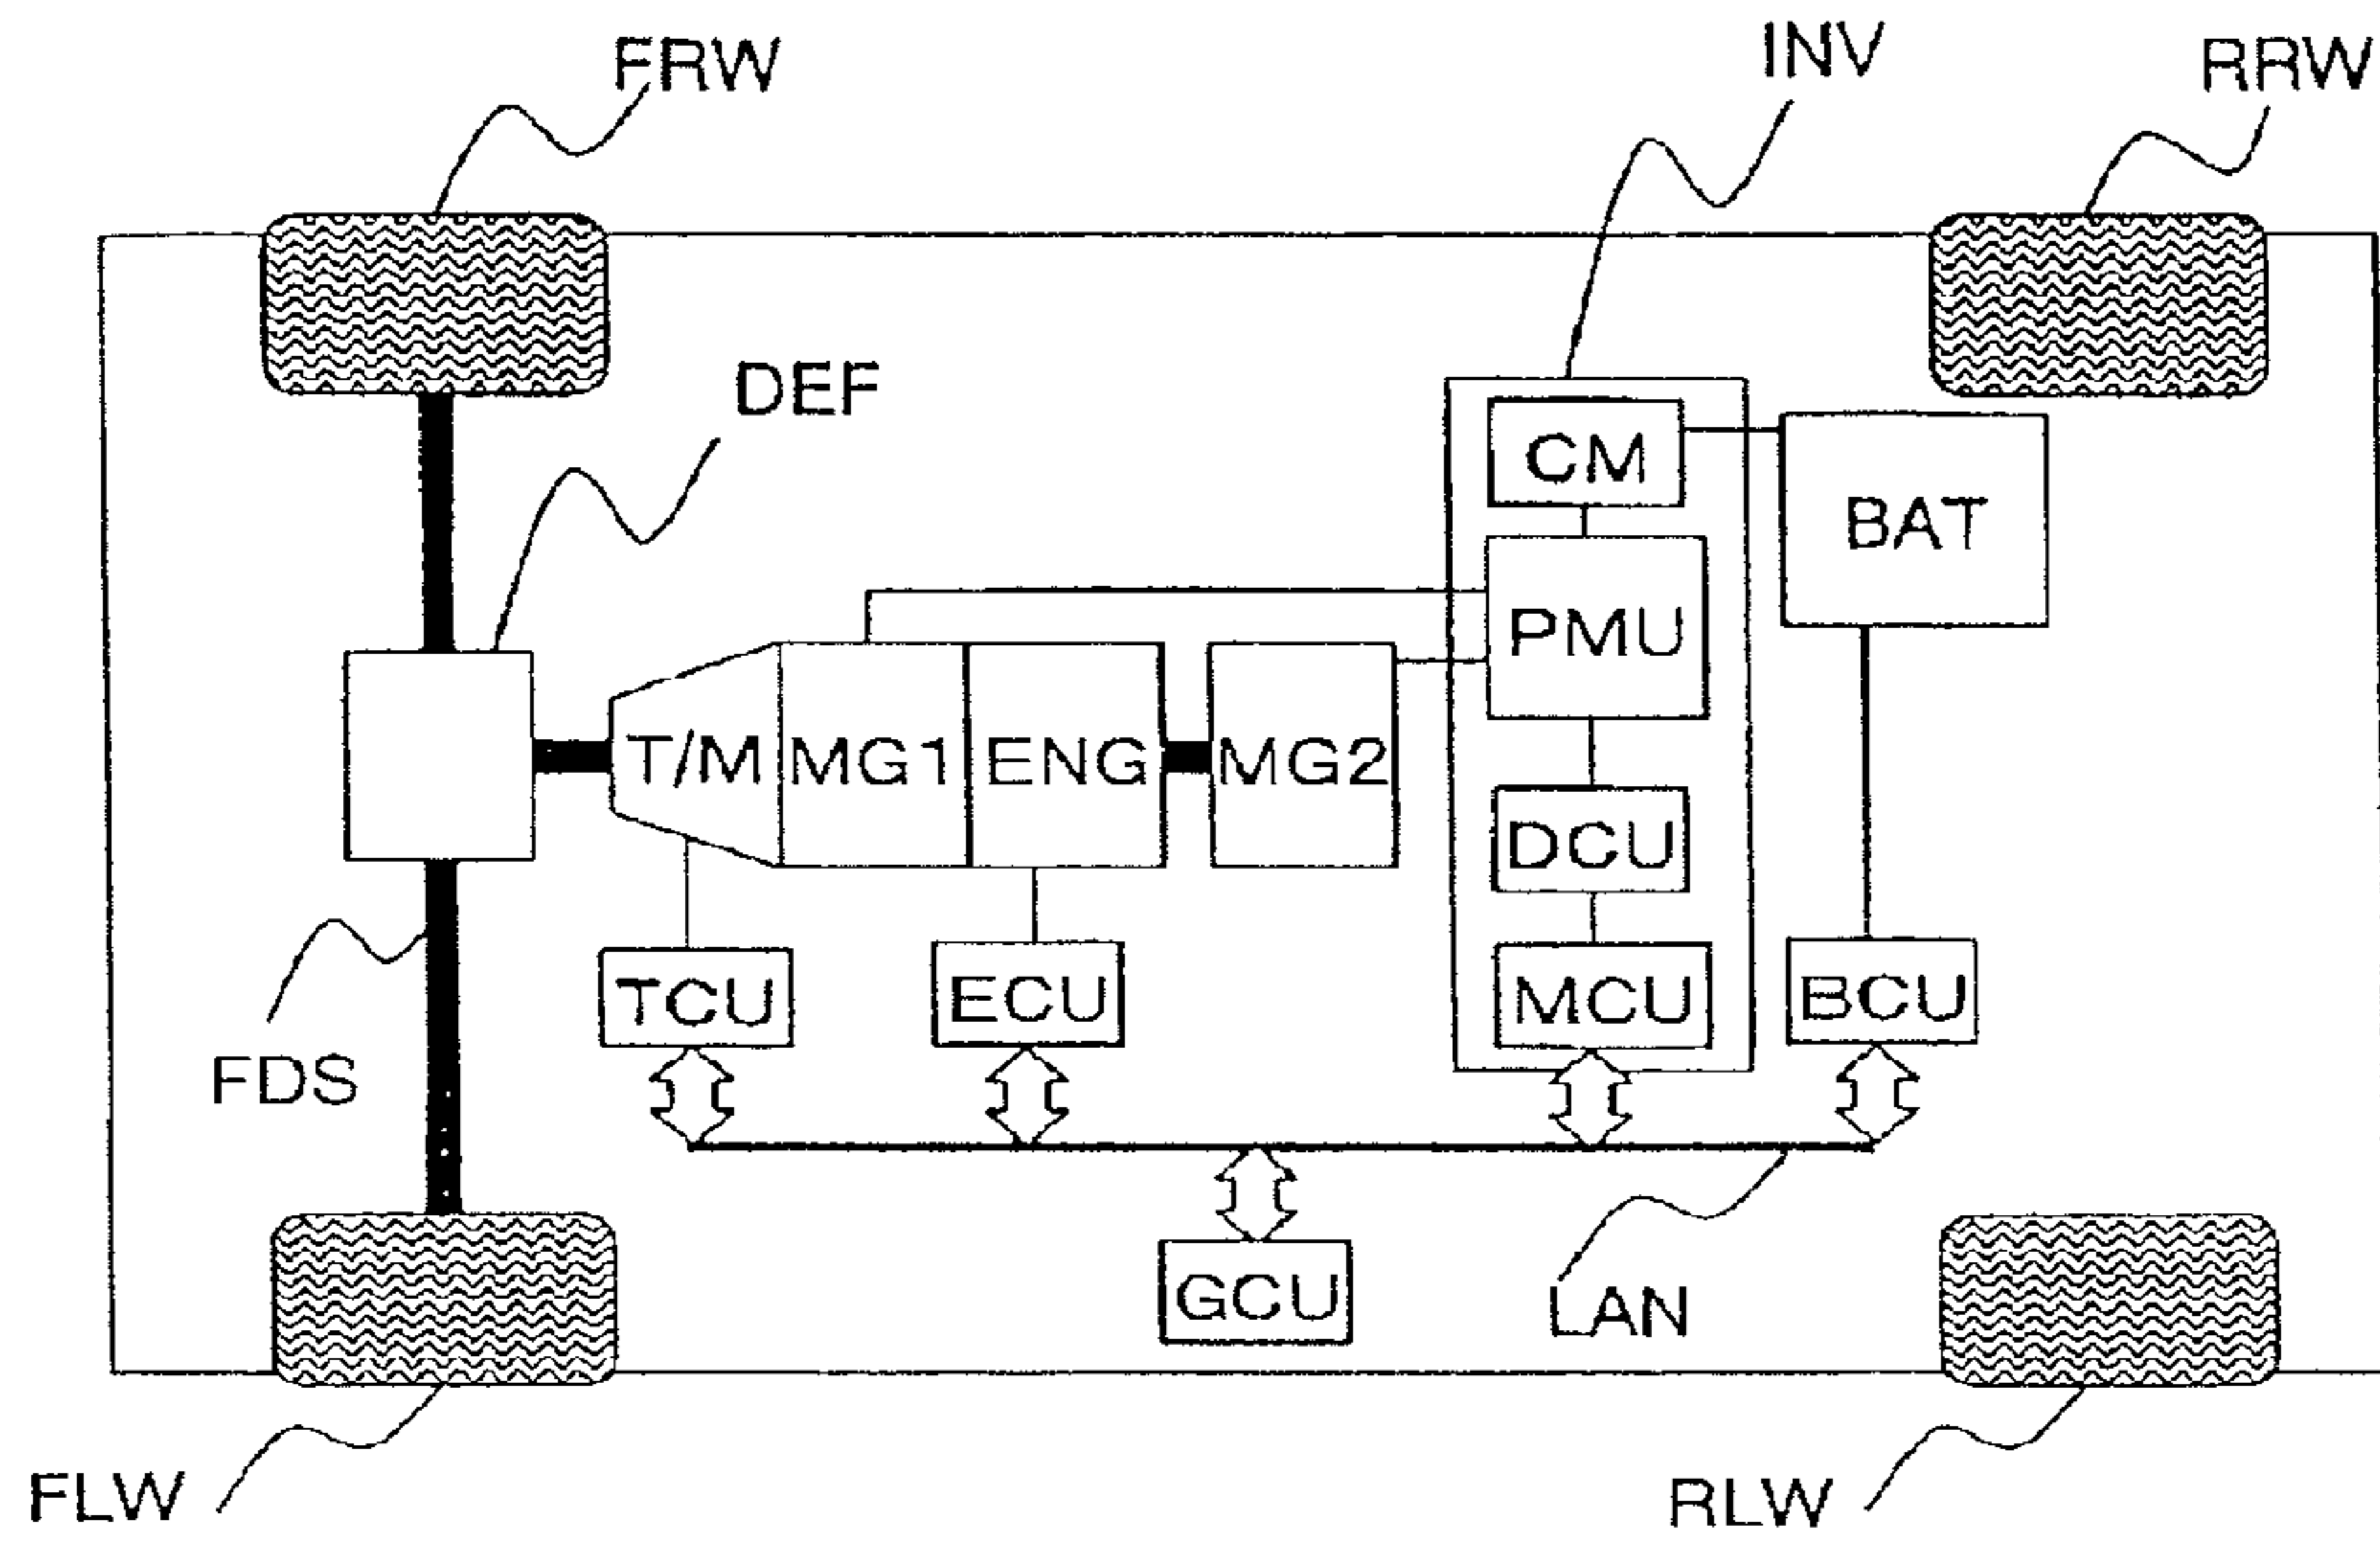 FRW
INV
RRW
DEF
CM
BAT
PMU
T/M
MG1
ENG
MG2
DCU
TCU
ECU
MCU
BCU
FDS
GCU
LAN
FLW
RLW